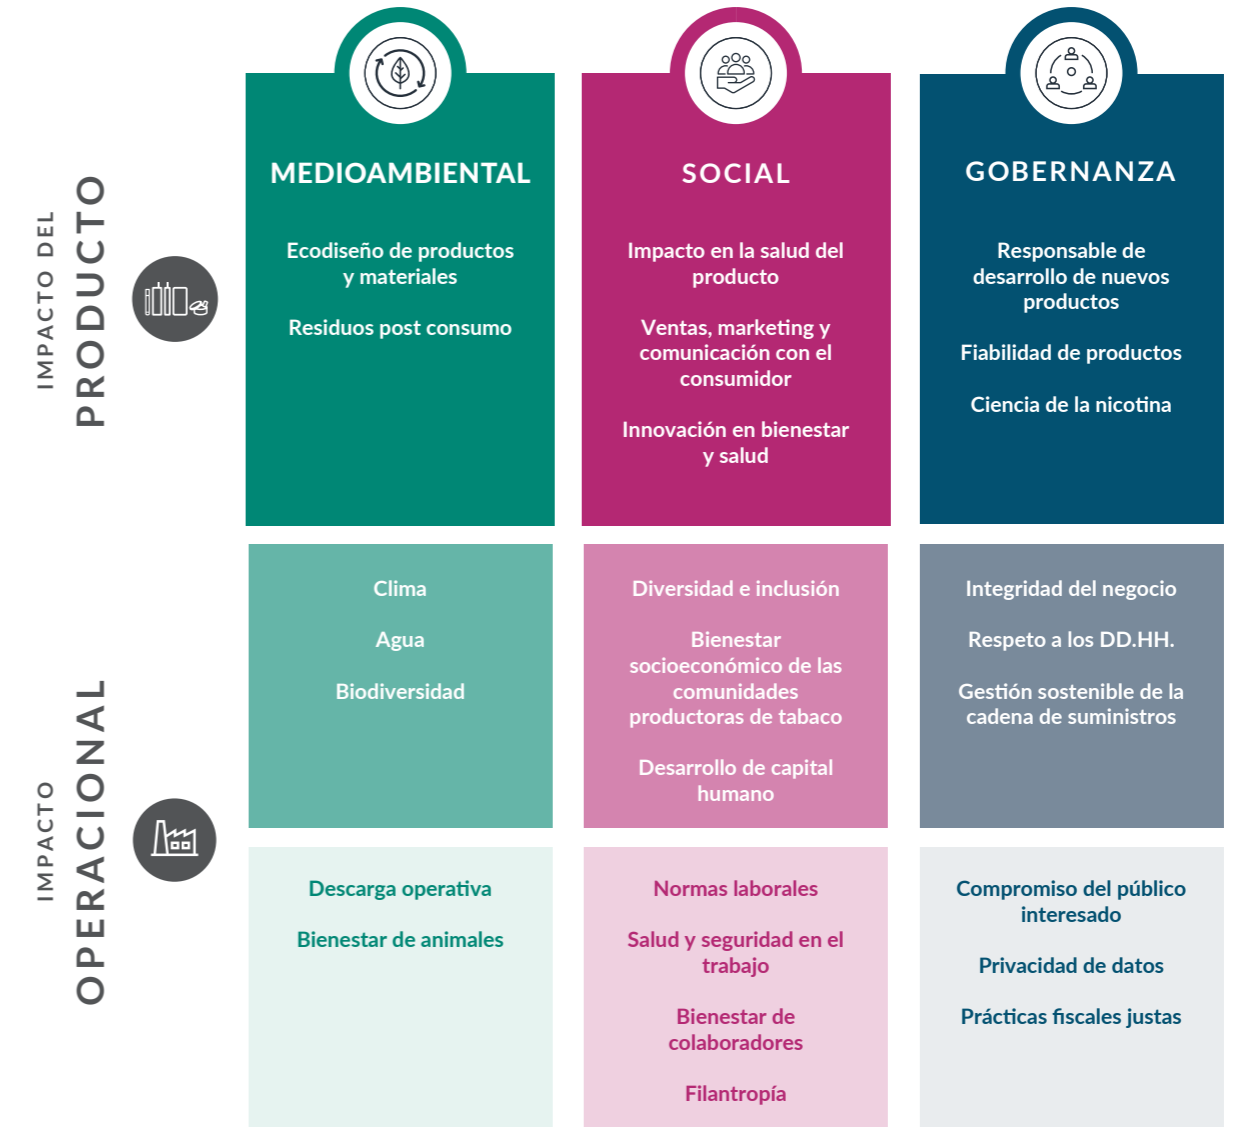 IMPACTO DEL
PRODUCTO
MEDIOAMBIENTAL
Ecodiseño de productos
y materiales
Residuos post consumo
SOCIAL
Impacto en la salud del
producto
Ventas, marketing y
comunicación con el
consumidor
Innovación en bienestar
y salud
GOBERNANZA
Responsable de
desarrollo de nuevos
productos
Fiabilidad de productos
Ciencia de la nicotina
IMPACTO
OPERACIONAL
Clima
Agua
Biodiversidad
Diversidad e inclusión
Bienestar
socioeconómico de las
comunidades
productoras de tabaco
Desarrollo de capital
humano
Integridad del negocio
Respeto a los DD.HH.
Gestión sostenible de la
cadena de suministros
Descarga operativa
Bienestar de animales
Normas laborales
Salud y seguridad en el
trabajo
Bienestar de
colaboradores
Filantropía
Compromiso del público
interesado
Privacidad de datos
Prácticas fiscales justas